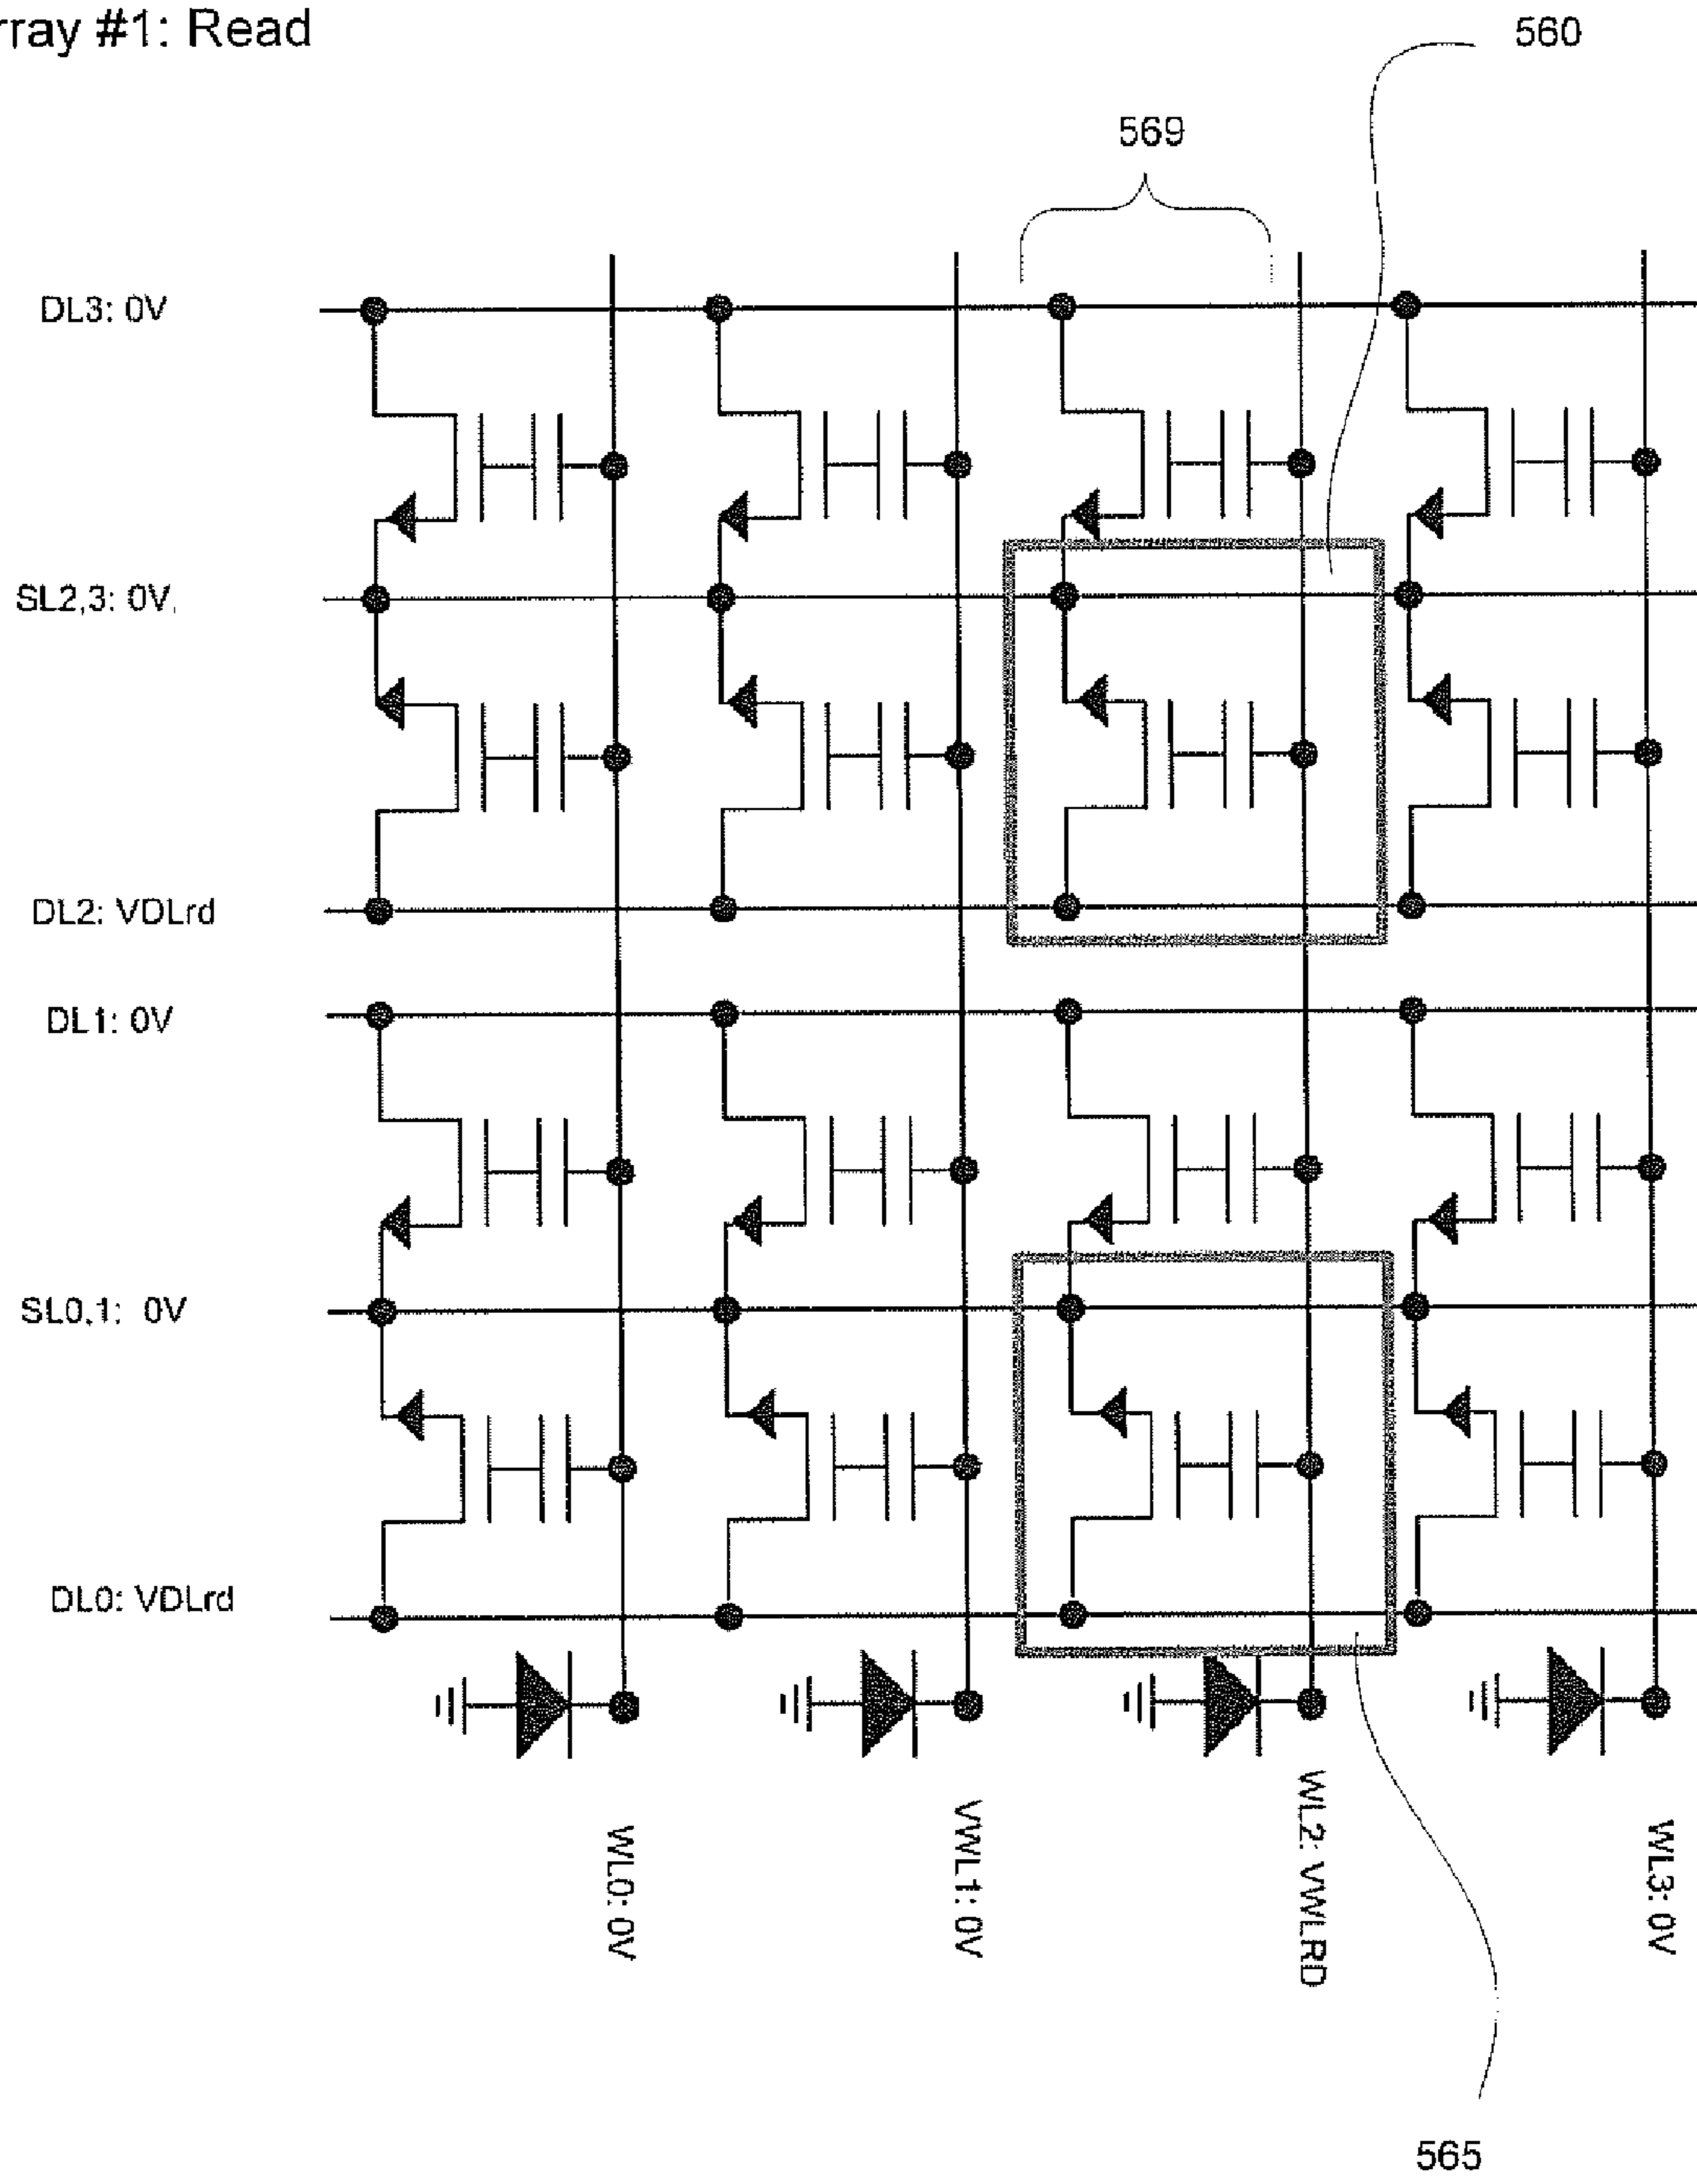 rray #1: Read
560
569
DL3: 0V
SL2,3: 0V.
DL2: VDLrd
DL1: 0V
SL0,1: 0V
DL0: VDLrd
WL0: 0V
VWL1: 0V
WL2: VWLRD
WL3: 0V
565